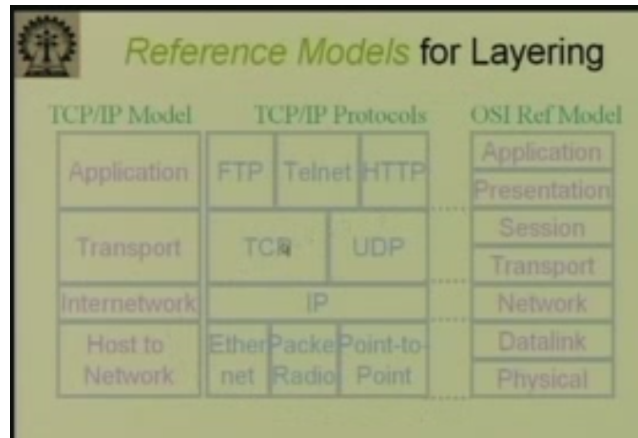 Reference Models for Layering
TCP/IP Model
TCP/IP Protocols
OSI Ref Model
Application
FTP
Telnet
HTTP
Application
Presentation
Transport
TCP
UDP
Session
Transport
Internetwork
IP
Network
Host to
Network
Ether
net
Packe
Radio
Point-to-
Point
Datalink
Physical